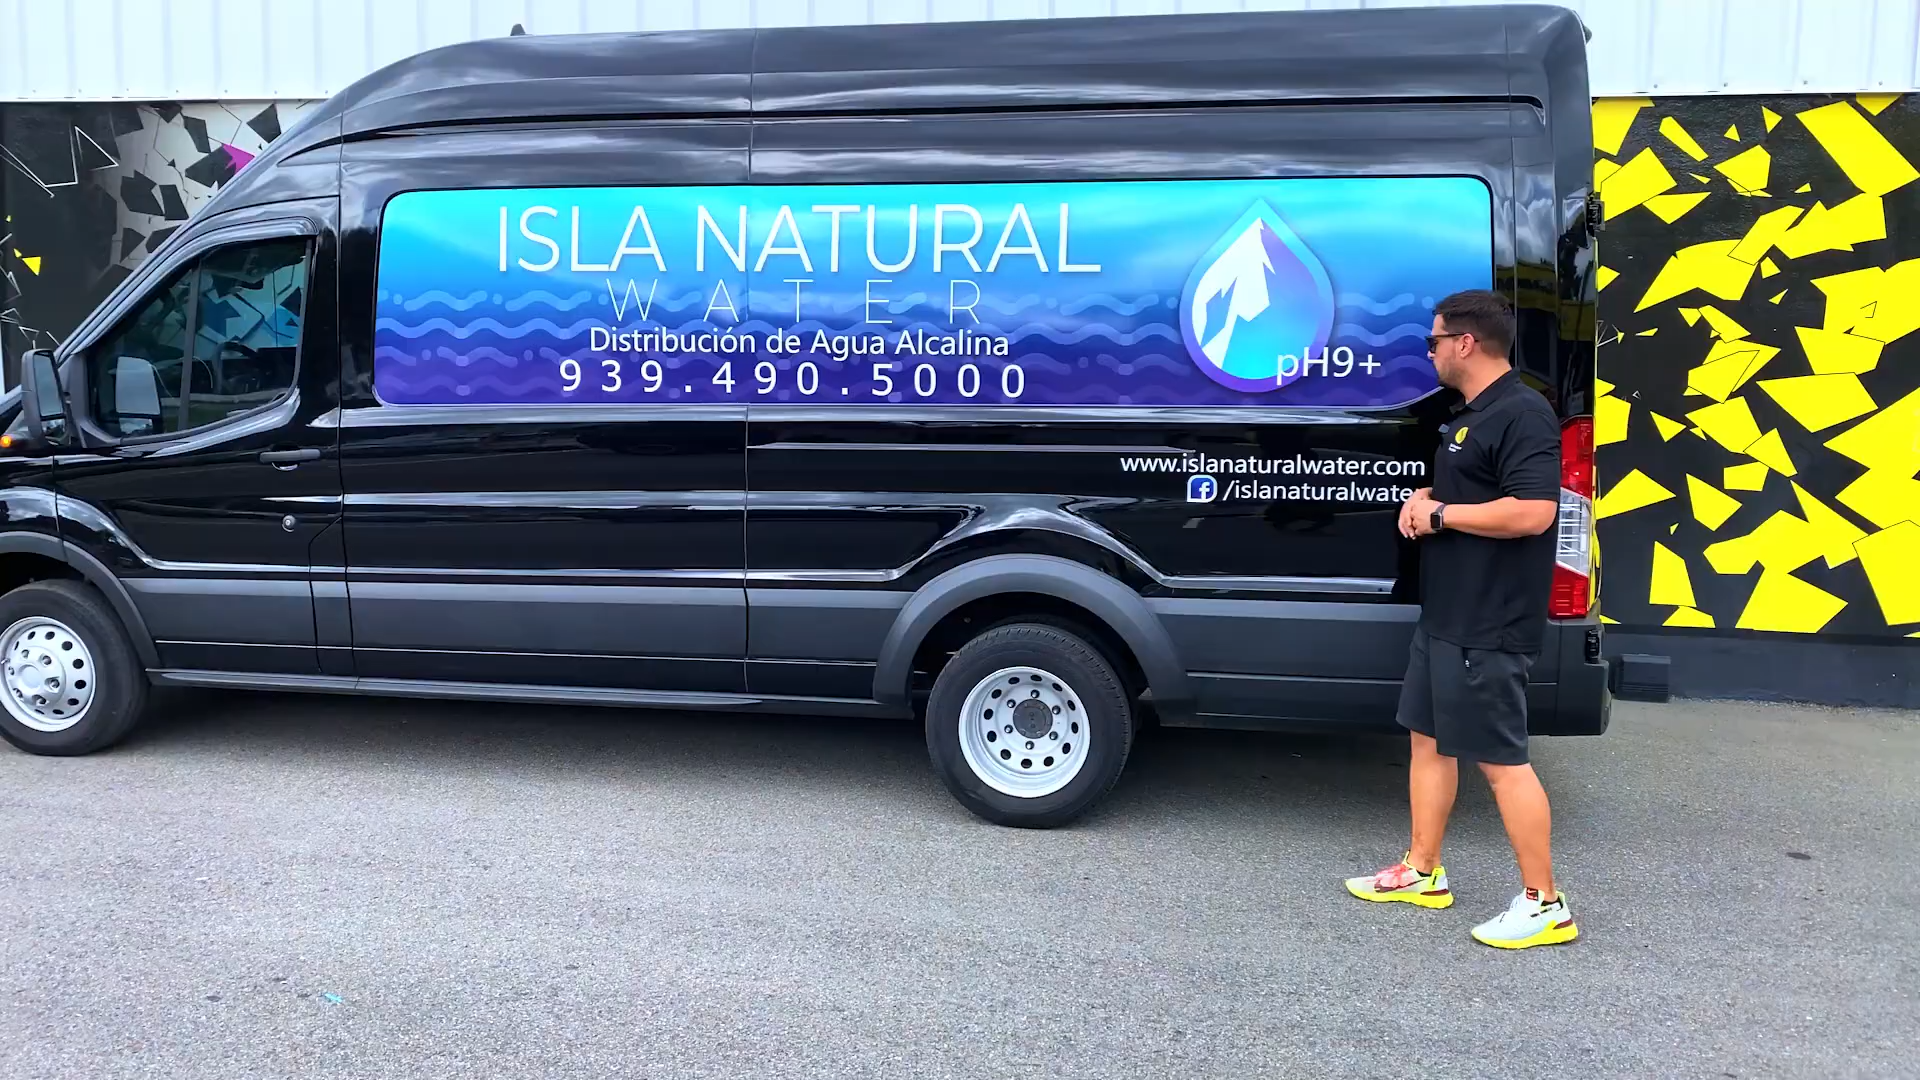 ISLA NATURAL
WATER
Distribución de Agua Alcalina
939.490.5000
pH9+
www.islanaturalwater.com
/islanaturalwate